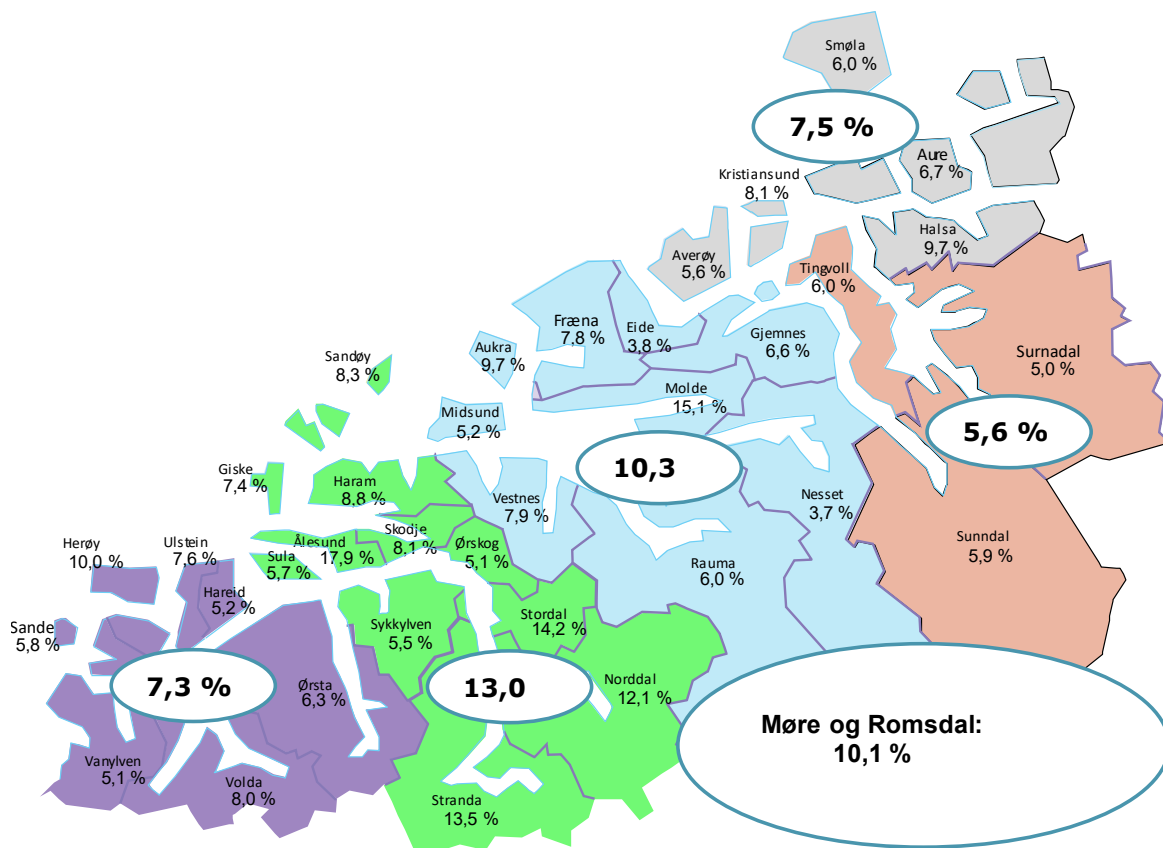 Smøla
6,0 %
7,5 %
Aure
6,7 %
Kristiansund
8,1 %
Halsa
9,7 %
Averøy
5,6 %
Tingvoll
6,0 %
Fræna
7,8 %
Eide
3,8 %
Gjemnes
6,6 %
Surnadal
5,0 %
Sandøy
8,3 %
Aukra
9,7 %
Molde
15,1 %
Midsund
5,2 %
5,6 %
10,3
Giske
7,4 %
Haram
8,8 %
Vestnes
7,9 %
Nesset
3,7 %
Sunndal
5,9 %
Herøy
10,0 %
Ulstein
7,6 %
Sula
5,7 %
Ålesund
17,9 %
Skodje
8,1 %
Ørskog
5,1 %
Rauma
6,0 %
Hareid
5,2 %
Sande
5,8 %
Sykkylven
5,5 %
Stordal
14,2 %
7,3 %
Ørsta
6,3 %
13,0
Norddal
12,1 %
Møre og Romsdal:
10,1 %
Vanylven
5,1 %
Volda
8,0 %
Stranda
13,5 %